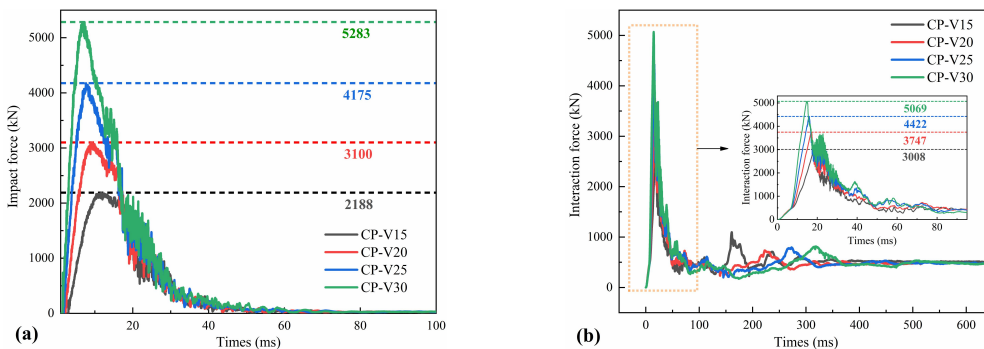 5000
4000
3000
2000
1000
0
Impact force (kN)
5283
4175
3100
2188
CP-V15
CP-V20
CP-V25
CP-V30
20
40
60
80
100
Times (ms)
(a)
5000
4000
3000
2000
1000
0
Interaction force (kN)
CP-V15
CP-V20
CP-V25
CP-V30
5000
4000
3000
2000
1000
0
Interaction force (kN)
5069
4422
3747
3008
0
20
40
60
80
Times (ms)
0
100
200
300
400
500
600
Times (ms)
(b)